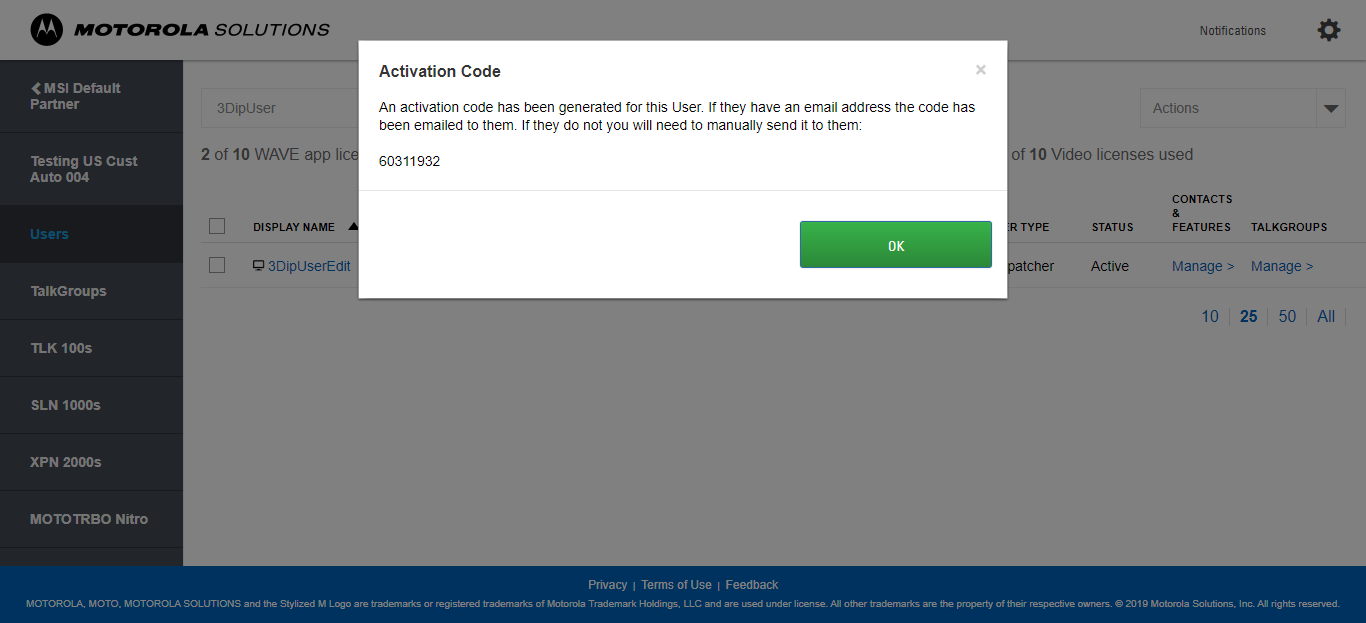 MOTOROLA SOLUTIONS
Notifications
MSI Default
Partner
Testing US Cust
Auto 004
Users
TalkGroups
TLK 100s
SLN 1000s
XPN 2000s
MOTOTRBO Nitro
3DipUser
Actions
2 of 10 WAVE app lice
of 10 Video licenses used
Activation Code
×
An activation code has been generated for this User. If they have an email address the code has
been emailed to them. If they do not you will need to manually send it to them:
60311932
OK
DISPLAY NAME
R TYPE
STATUS
CONTACTS
&
FEATURES
TALKGROUPS
3DipUserEdit
patcher
Active
Manage >
Manage >
10 | 25 | 50 | All |
Privacy | Terms of Use | Feedback
MOTOROLA, MOTO, MOTOROLA SOLUTIONS and the Stylized M Logo are trademarks or registered trademarks of Motorola Trademark Holdings, LLC and are used under license. All other trademarks are the property of their respective owners. © 2019 Motorola Solutions, Inc. All rights reserved.